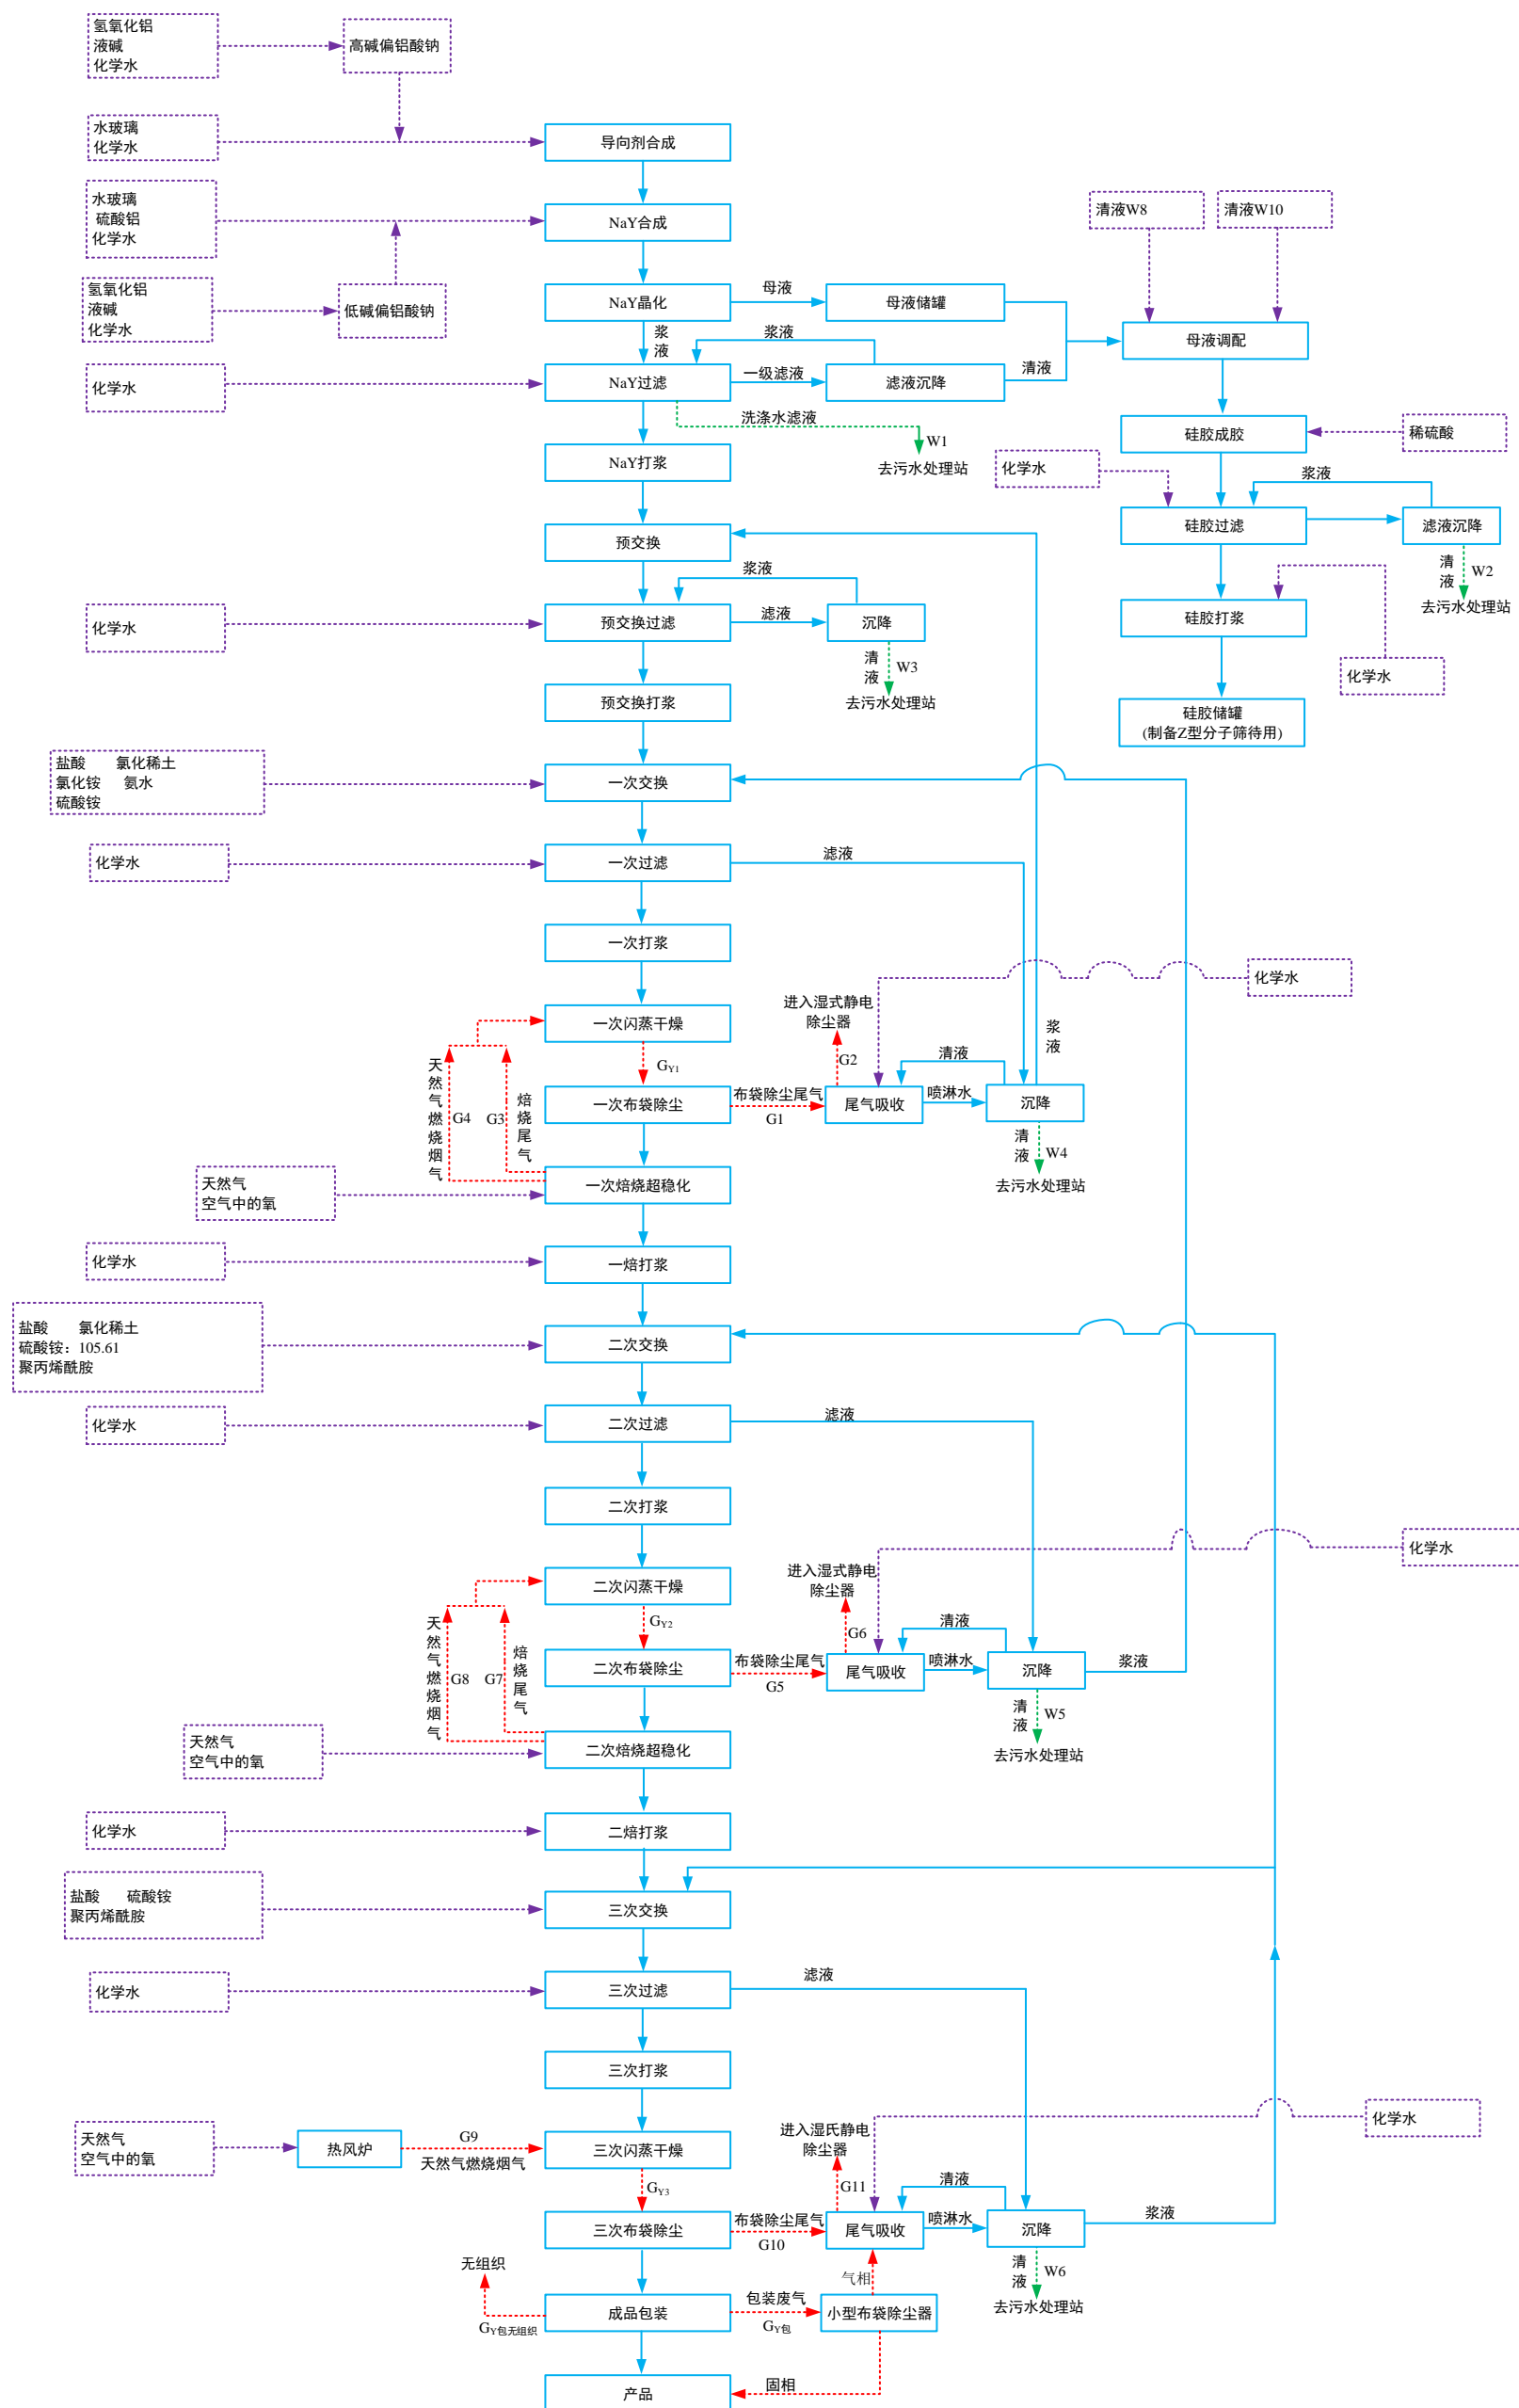 氢氧化铝
液碱
化学水
高碱偏铝酸钠
水玻璃
化学水
导向剂合成
水玻璃
硫酸铝
化学水
NaY合成
清液W8
清液W10
氢氧化铝
液碱
化学水
低碱偏铝酸钠
NaY晶化
母液
母液储罐
浆液
浆液
母液调配
化学水
NaY过滤
一级滤液
滤液沉降
清液
洗涤水滤液
W1
去污水处理站
硅胶成胶
稀硫酸
NaY打浆
化学水
浆液
硅胶过滤
滤液沉降
预交换
清液
W2
去污水处理站
浆液
化学水
预交换过滤
滤液
沉降
硅胶打浆
清液
W3
去污水处理站
化学水
预交换打浆
硅胶储罐
(制备Z型分子筛待用)
盐酸 氯化稀土
氯化铵 氨水
硫酸铵
一次交换
化学水
一次过滤
滤液
一次打浆
化学水
进入湿式静电
除尘器
一次闪蒸干燥
浆液
天然气燃烧烟气
G4
G3
焙烧尾气
GY1
G2
清液
一次布袋除尘
布袋除尘尾气
G1
尾气吸收
喷淋水
沉降
清液
W4
去污水处理站
天然气
空气中的氧
一次焙烧超稳化
化学水
一焙打浆
盐酸 氯化稀土
硫酸铵：105.61
聚丙烯酰胺
二次交换
化学水
二次过滤
滤液
二次打浆
化学水
进入湿式静电
除尘器
二次闪蒸干燥
天然气燃烧烟气
G8
G7
焙烧尾气
GY2
G6
清液
二次布袋除尘
布袋除尘尾气
G5
尾气吸收
喷淋水
沉降
浆液
清液
W5
去污水处理站
天然气
空气中的氧
二次焙烧超稳化
化学水
二焙打浆
盐酸 硫酸铵
聚丙烯酰胺
三次交换
化学水
三次过滤
滤液
三次打浆
化学水
天然气
空气中的氧
热风炉
G9
天然气燃烧烟气
三次闪蒸干燥
进入湿氏静电
除尘器
GY3
G11
清液
三次布袋除尘
布袋除尘尾气
G10
尾气吸收
喷淋水
沉降
浆液
清液
W6
去污水处理站
无组织
GY包无组织
成品包装
包装废气
GY包
气相
小型布袋除尘器
固相
产品